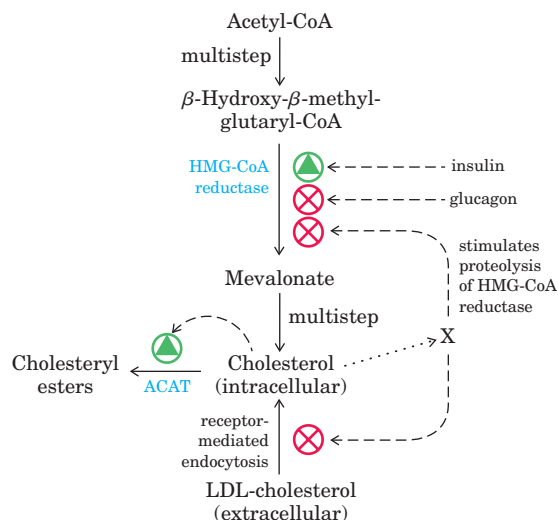 Acetyl-CoA
multistep
β-Hydroxy-β-methyl-
glutaryl-CoA
HMG-CoA
reductase
insulin
glucagon
stimulates
proteolysis
of HMG-CoA
reductase
Mevalonate
multistep
X
Cholesteryl
esters
ACAT
Cholesterol
(intracellular)
receptor-
mediated
endocytosis
LDL-cholesterol
(extracellular)